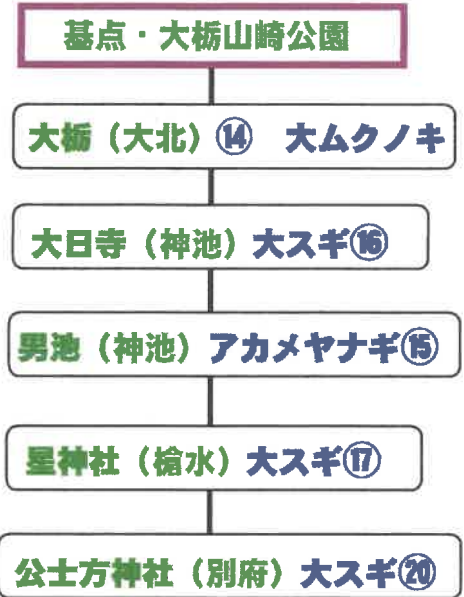 基点・大栃山崎公園
大栃（大北）⑭　大ムクノキ
大日寺（神池）大スギ⑯
男池（神池）アカメヤナギ⑮
星神社（槍水）大スギ⑰
公士方神社（別府）大スギ⑳